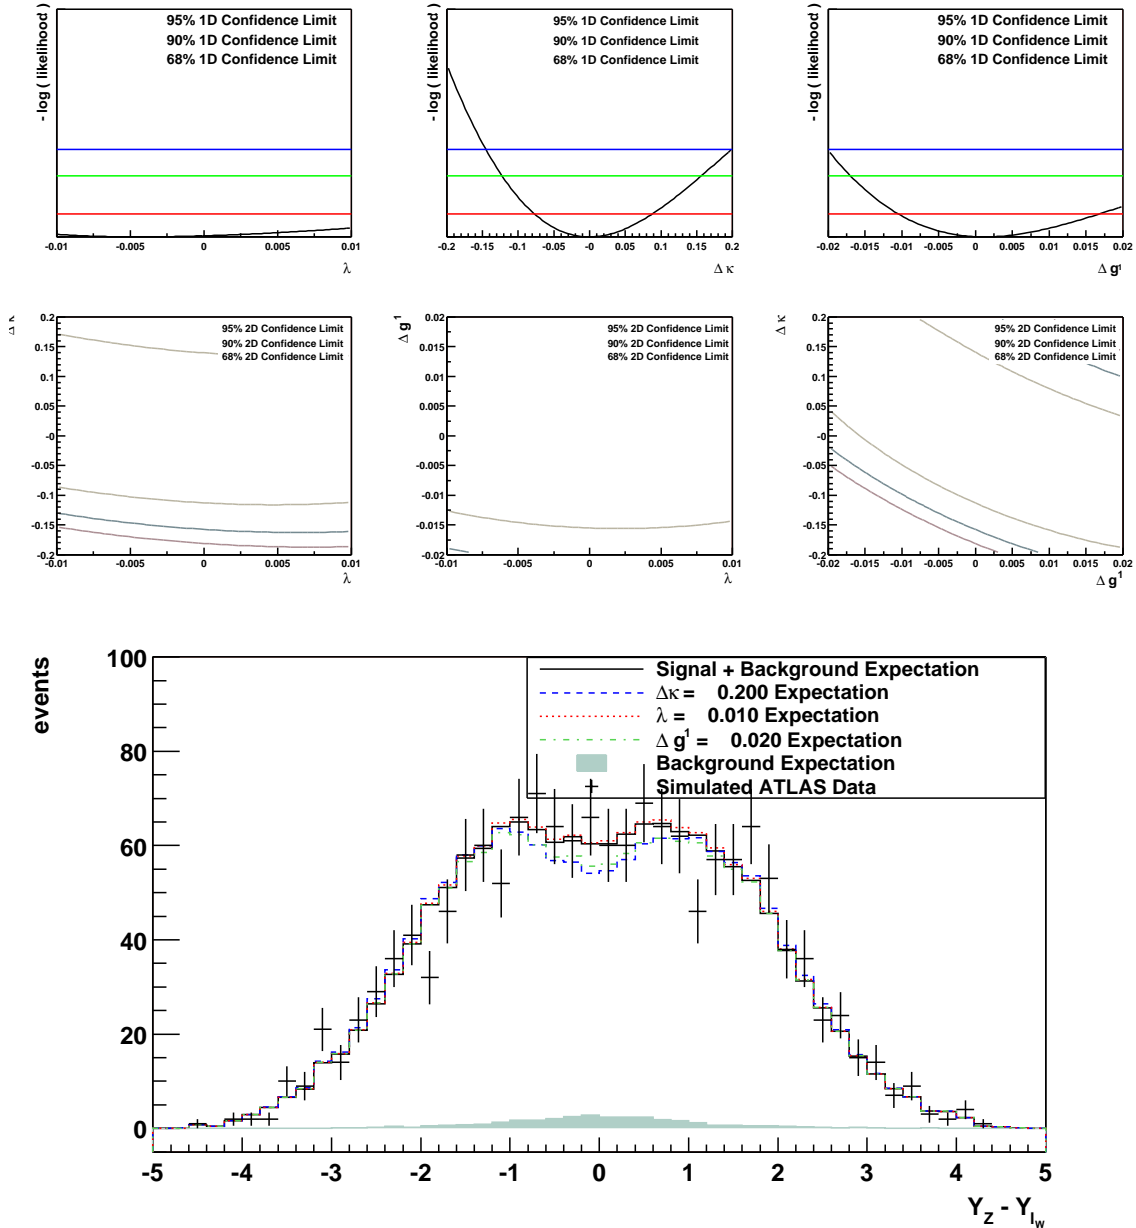 - log ( likelihood )
95% 1D Confidence Limit
90% 1D Confidence Limit
68% 1D Confidence Limit
-0.01 -0.005 0 0.005 0.01
λ
- log ( likelihood )
95% 1D Confidence Limit
90% 1D Confidence Limit
68% 1D Confidence Limit
-0.2 -0.15 -0.1 -0.05 0 0.05 0.1 0.15 0.2
Δ κ
- log ( likelihood )
95% 1D Confidence Limit
90% 1D Confidence Limit
68% 1D Confidence Limit
-0.02 -0.015 -0.01 -0.005 0 0.005 0.01 0.015 0.02
Δ g¹
Δ κ
95% 2D Confidence Limit
90% 2D Confidence Limit
68% 2D Confidence Limit
0.2
0.15
0.1
0.05
-0
-0.05
-0.1
-0.15
-0.2
-0.01 -0.005 0 0.005 0.01
λ
Δ g¹
95% 2D Confidence Limit
90% 2D Confidence Limit
68% 2D Confidence Limit
0.02
0.015
0.01
0.005
0
-0.005
-0.01
-0.015
-0.02
-0.01 -0.005 0 0.005 0.01
λ
Δ κ
95% 2D Confidence Limit
90% 2D Confidence Limit
68% 2D Confidence Limit
0.2
0.15
0.1
0.05
-0
-0.05
-0.1
-0.15
-0.2
-0.02 -0.015 -0.01 -0.005 0 0.005 0.01 0.015 0.02
Δ g¹
events
100
80
60
40
20
0
Signal + Background Expectation
Δκ = 0.200 Expectation
λ = 0.010 Expectation
Δ g¹ = 0.020 Expectation
Background Expectation
Simulated ATLAS Data
-5 -4 -3 -2 -1 0 1 2 3 4 5
Y_Z - Y_l_w